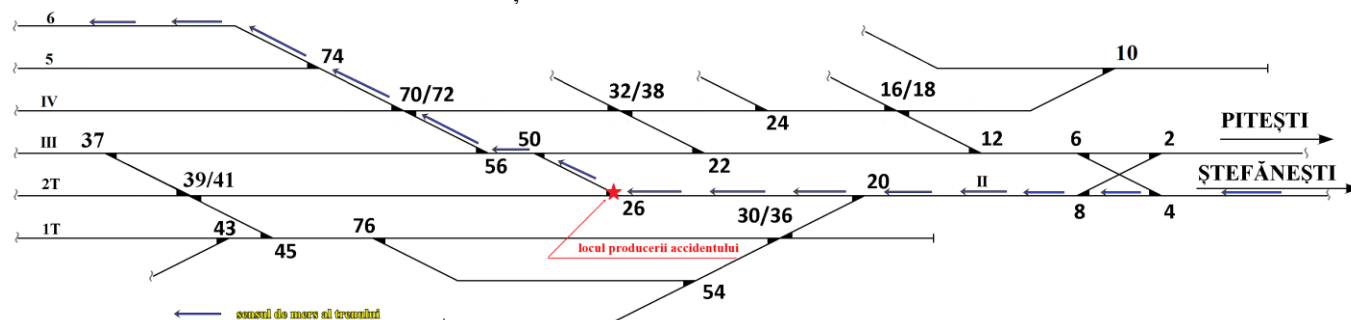 6
74
5
10
70/72
32/38
16/18
IV
24
PITEȘTI
37
III
50
12
6
2
56
22
ȘTEFĂNEȘTI
39/41
2T
20
II
26
8
4
30/36
43
76
1T
45
locul producerii accidentului
54
sensul de mers al trenului